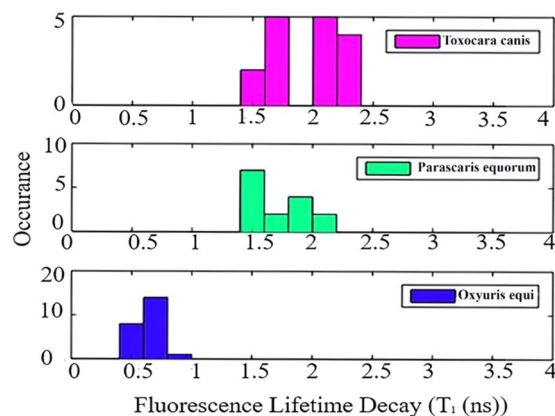 5
0
Toxocara canis
0 0.5 1 1.5 2 2.5 3 3.5 4
10
5
0
Parascaris equorum
0 0.5 1 1.5 2 2.5 3 3.5 4
20
10
0
Oxyuris equi
0 0.5 1 1.5 2 2.5 3 3.5 4
Occurance
Fluorescence Lifetime Decay (T₁ (ns))